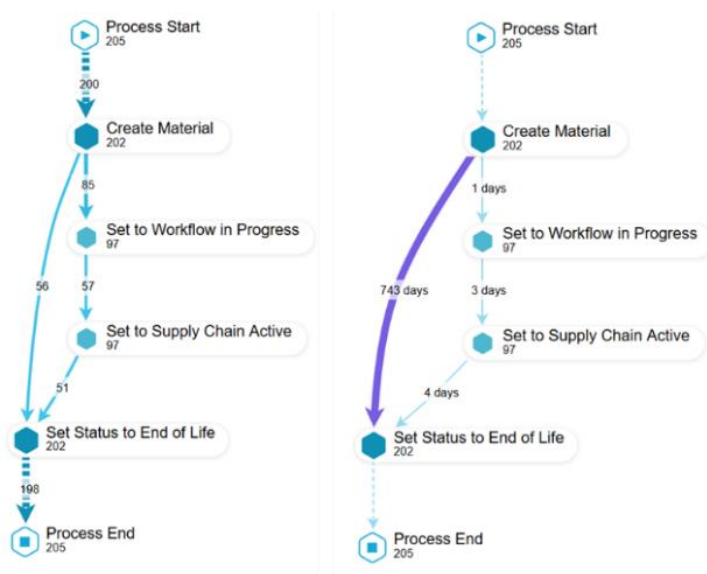 Process Start
205
200
Create Material
202
85
Set to Workflow in Progress
97
56
57
Set to Supply Chain Active
97
51
Set Status to End of Life
202
198
Process End
205
Process Start
205
Create Material
202
1 days
Set to Workflow in Progress
97
743 days
3 days
Set to Supply Chain Active
97
4 days
Set Status to End of Life
202
Process End
205